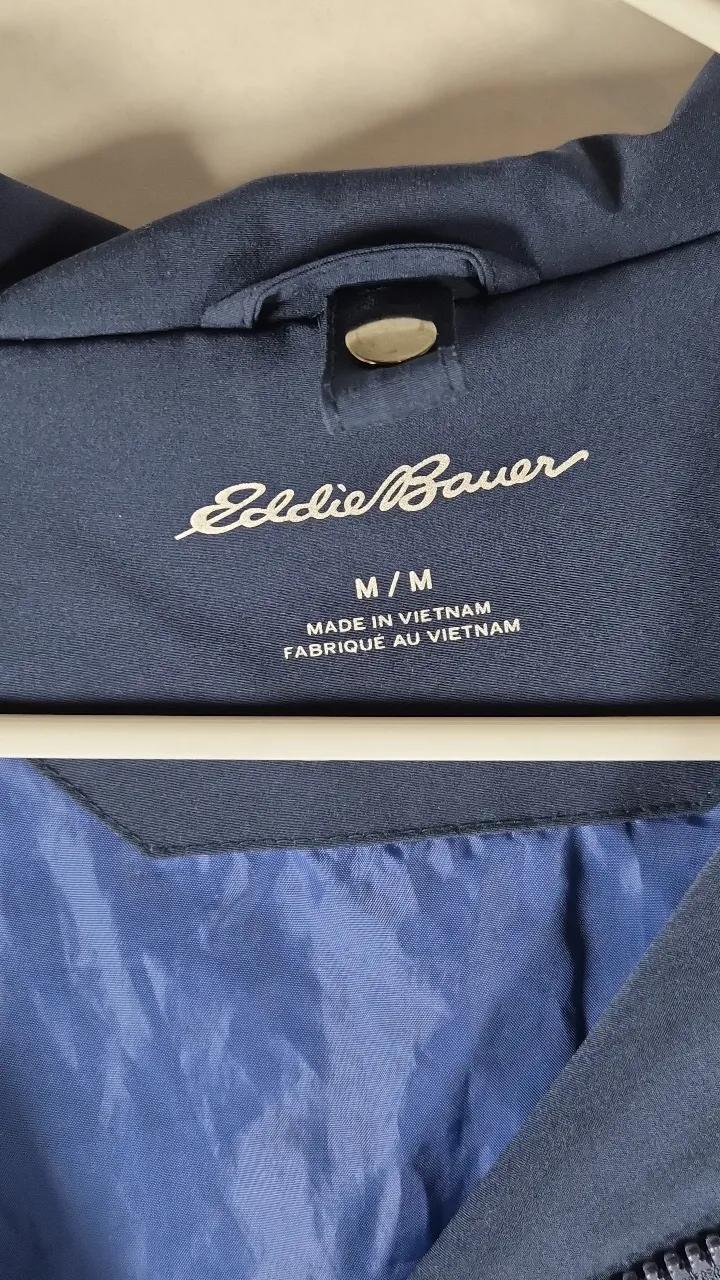 Eddie Bauer
M / M
MADE IN VIETNAM
FABRIQUÉ AU VIETNAM